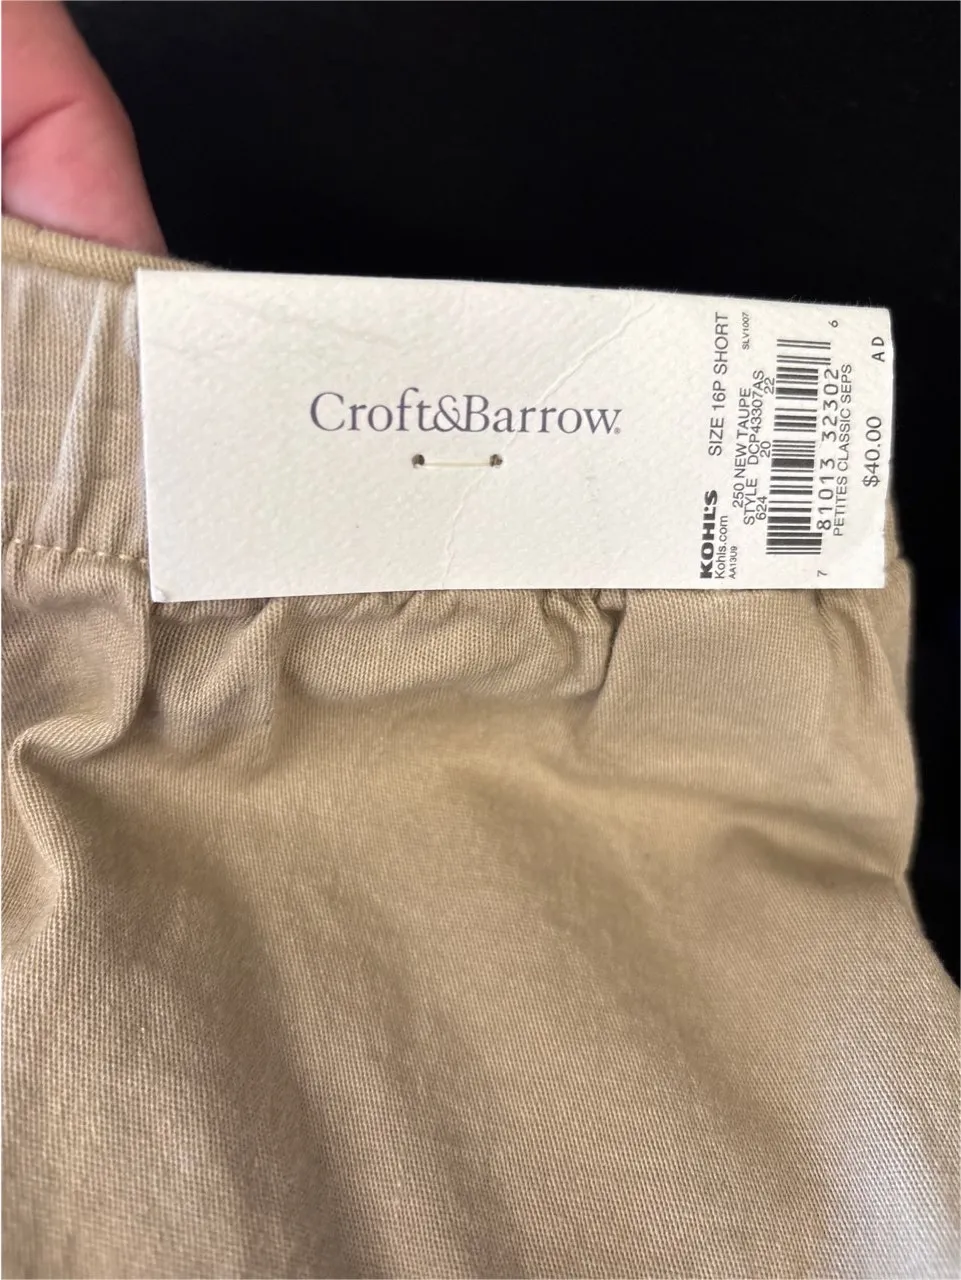 Croft&Barrow®
SIZE 16P SHORT
SLV1007
250 NEW TAUPE
STYLE DCP43307AS
624 20 22
KOHL'S
Kohls.com
AA13U9
7 81013 32302 6
PETITES CLASSIC SEPS
$40.00
AD